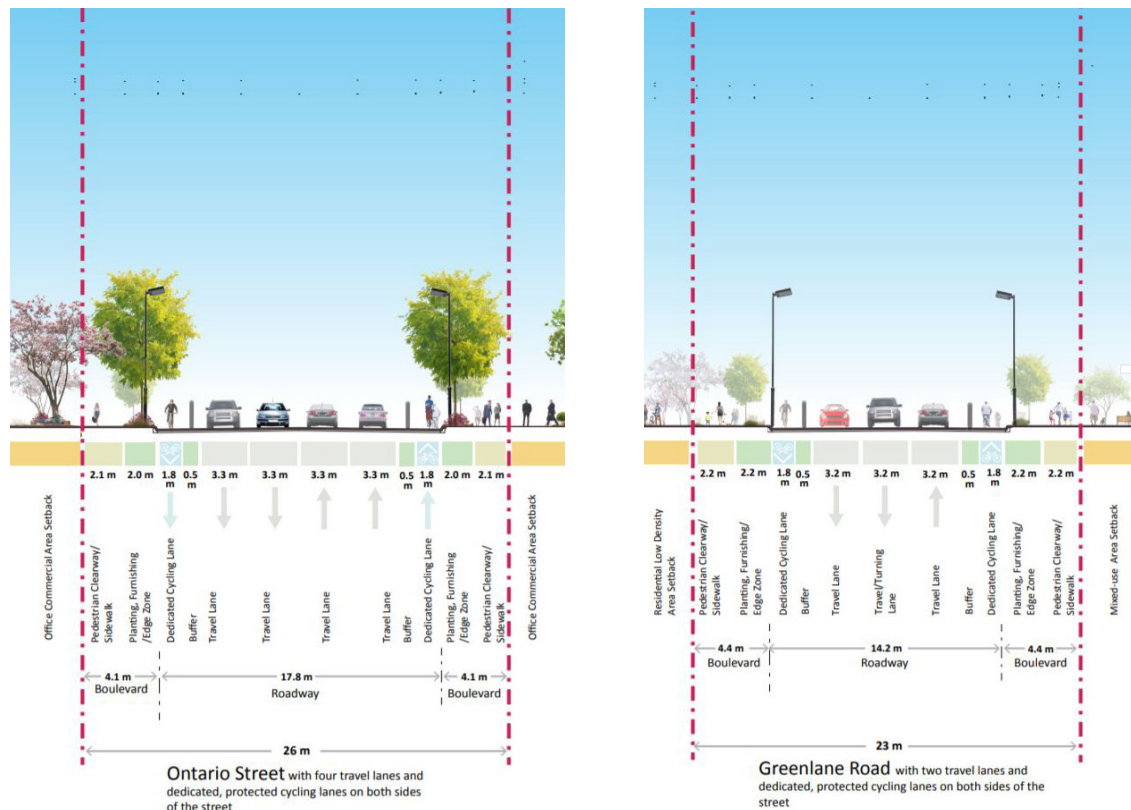 2.1 m 2.0 m 1.8 m 0.5 m 3.3 m 3.3 m 3.3 m 3.3 m 0.5 m 1.8 m 2.0 m 2.1 m
Office Commercial Area Setback
Pedestrian Clearway/
Sidewalk
Planting, Furnishing
/Edge Zone
Dedicated Cycling Lane
Buffer
Travel Lane
Travel Lane
Travel Lane
Travel Lane
Buffer
Dedicated Cycling Lane
Planting, Furnishing
/Edge Zone
Pedestrian Clearway/
Sidewalk
Office Commercial Area Setback
4.1 m 17.8 m 4.1 m
Boulevard Roadway Boulevard
26 m
Ontario Street with four travel lanes and
dedicated, protected cycling lanes on both sides
of the street
2.2 m 2.2 m 1.8 m 0.5 m 3.2 m 3.2 m 3.2 m 0.5 m 1.8 m 2.2 m 2.2 m
Residential Low Density
Area Setback
Pedestrian Clearway/
Sidewalk
Planting, Furnishing/
Edge Zone
Dedicated Cycling Lane
Buffer
Travel Lane
Travel/Turning
Lane
Travel Lane
Buffer
Dedicated Cycling Lane
Planting, Furnishing/
Edge Zone
Pedestrian Clearway/
Sidewalk
Mixed-use Area Setback
4.4 m 14.2 m 4.4 m
Boulevard Roadway Boulevard
23 m
Greenlane Road with two travel lanes and
dedicated, protected cycling lanes on both sides of the
street